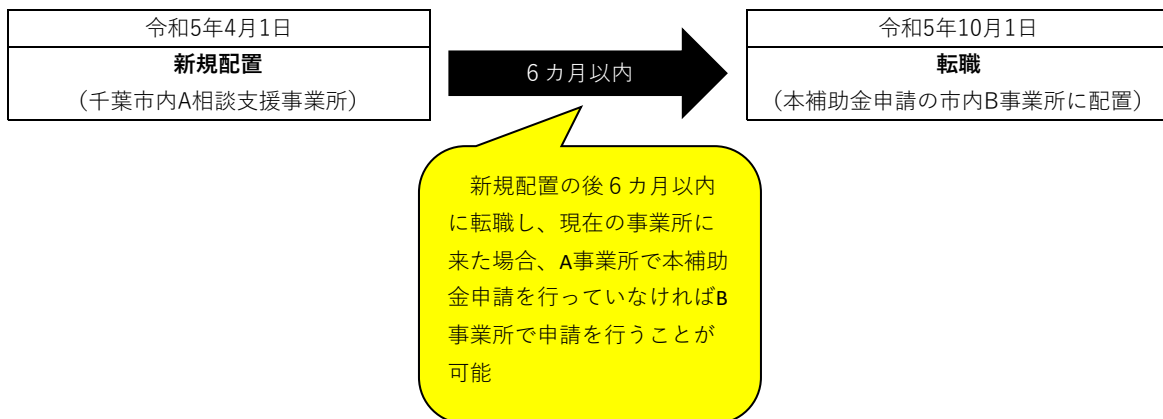 令和5年4月1日
新規配置
（千葉市内A相談支援事業所）
６カ月以内
令和5年10月1日
転職
（本補助金申請の市内B事業所に配置）
　新規配置の後６カ月以内
に転職し、現在の事業所に
来た場合、A事業所で本補助
金申請を行っていなければB
事業所で申請を行うことが
可能